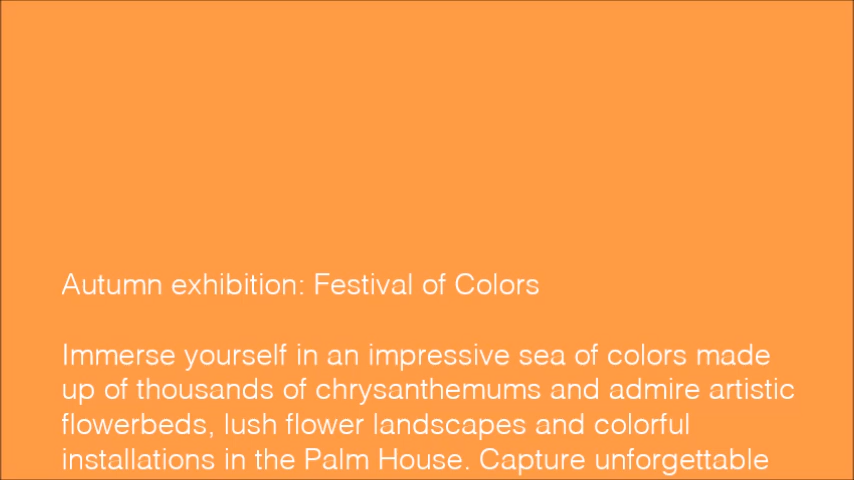 Autumn exhibition: Festival of Colors
Immerse yourself in an impressive sea of colors made
up of thousands of chrysanthemums and admire artistic
flowerbeds, lush flower landscapes and colorful
installations in the Palm House. Capture unforgettable